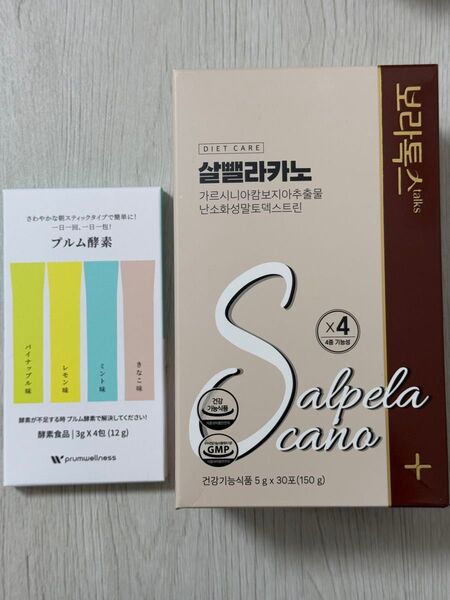 さわやかな朝スティックタイプで簡単に!
一日一回、一日一包!
プルム酵素
パイナップル味
レモン味
ミント味
きなこ味
酵素が不足する時 プルム酵素で解決してください!
酵素食品 | 3g X 4包 (12 g)
prumwellness
DIET CARE
살뺄라카노
가르시니아캄보지아추출물
난소화성말토덱스트린
보라톡스
talks
X4
4중 기능성
Salpela
cano
건강
기능식품
GMP
건강기능식품 5 g x 30포(150 g)